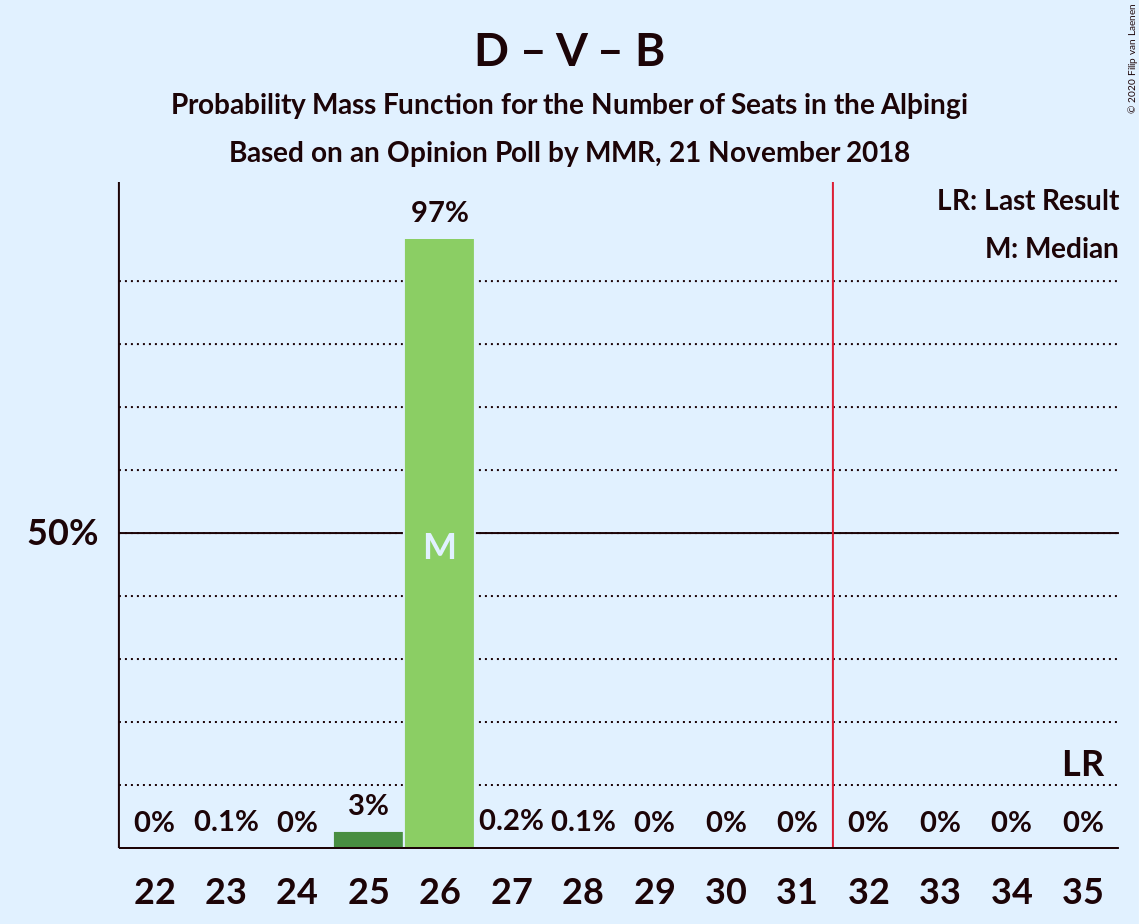 D – V – B
Probability Mass Function for the Number of Seats in the Alþingi
Based on an Opinion Poll by MMR, 21 November 2018
© 2020 Filip van Laenen
LR: Last Result
M: Median
97%
50%
M
LR
0% 0.1% 0% 3% 0.2% 0.1% 0% 0% 0% 0% 0% 0% 0%
22 23 24 25 26 27 28 29 30 31 32 33 34 35